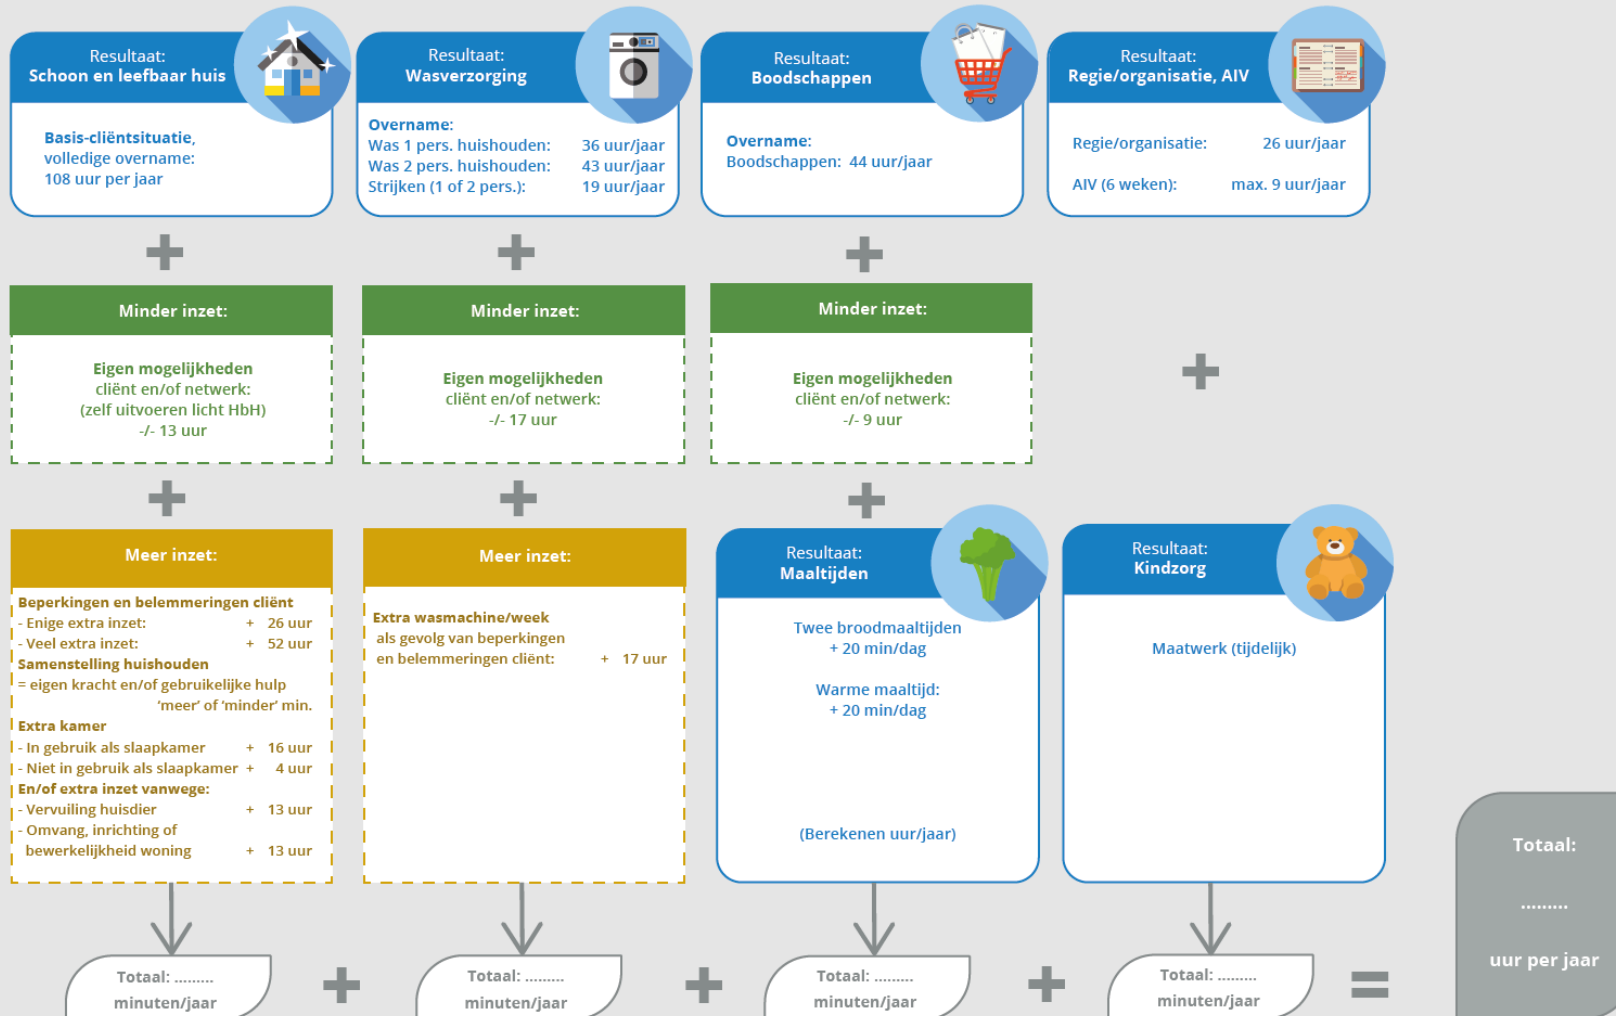 Resultaat:
Schoon en leefbaar huis
Basis-cliëntsituatie,
volledige overname:
108 uur per jaar
Resultaat:
Wasverzorging
Overname:
Was 1 pers. huishouden: 36 uur/jaar
Was 2 pers. huishouden: 43 uur/jaar
Strijken (1 of 2 pers.): 19 uur/jaar
Resultaat:
Boodschappen
Overname:
Boodschappen: 44 uur/jaar
Resultaat:
Regie/organisatie, AIV
Regie/organisatie: 26 uur/jaar
AIV (6 weken): max. 9 uur/jaar
+
+
+
Minder inzet:
Eigen mogelijkheden
cliënt en/of netwerk:
(zelf uitvoeren licht HbH)
-/- 13 uur
Minder inzet:
Eigen mogelijkheden
cliënt en/of netwerk:
-/- 17 uur
Minder inzet:
Eigen mogelijkheden
cliënt en/of netwerk:
-/- 9 uur
+
+
+
+
Meer inzet:
Beperkingen en belemmeringen cliënt
- Enige extra inzet: + 26 uur
- Veel extra inzet: + 52 uur
Samenstelling huishouden
= eigen kracht en/of gebruikelijke hulp
‘meer’ of ‘minder’ min.
Extra kamer
- In gebruik als slaapkamer + 16 uur
- Niet in gebruik als slaapkamer + 4 uur
En/of extra inzet vanwege:
- Vervuiling huisdier + 13 uur
- Omvang, inrichting of
bewerkelijkheid woning + 13 uur
Meer inzet:
Extra wasmachine/week
als gevolg van beperkingen
en belemmeringen cliënt: + 17 uur
Resultaat:
Maaltijden
Twee broodmaaltijden
+ 20 min/dag
Warme maaltijd:
+ 20 min/dag
(Berekenen uur/jaar)
Resultaat:
Kindzorg
Maatwerk (tijdelijk)
Totaal: .........
minuten/jaar
+
Totaal: .........
minuten/jaar
+
Totaal: .........
minuten/jaar
+
Totaal: .........
minuten/jaar
=
Totaal:
.........
uur per jaar